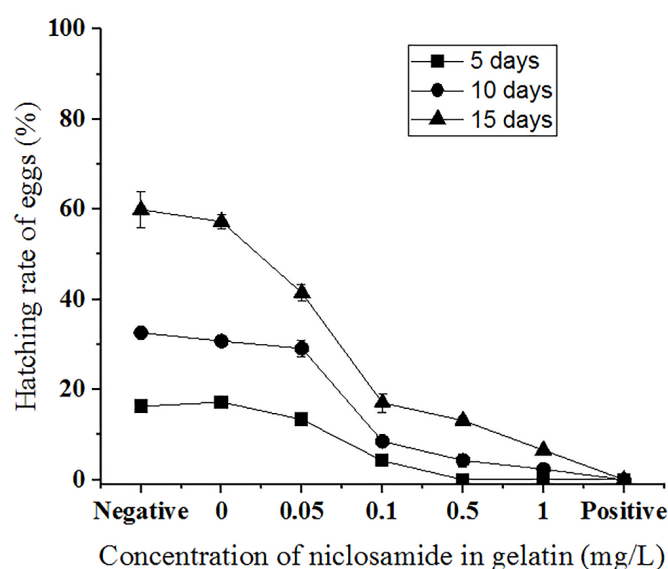 100
80
60
40
20
0
Hatching rate of eggs (%)
5 days
10 days
15 days
Negative 0 0.05 0.1 0.5 1 Positive
Concentration of niclosamide in gelatin (mg/L)